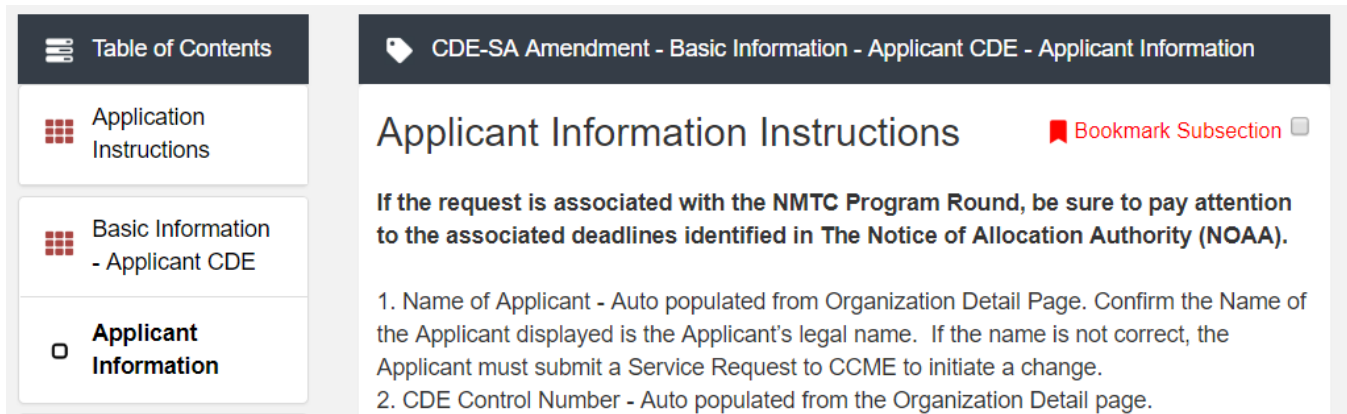 Table of Contents
Application
Instructions
Basic Information
- Applicant CDE
Applicant
Information
CDE-SA Amendment - Basic Information - Applicant CDE - Applicant Information
Applicant Information Instructions
Bookmark Subsection
If the request is associated with the NMTC Program Round, be sure to pay attention
to the associated deadlines identified in The Notice of Allocation Authority (NOAA).
1. Name of Applicant - Auto populated from Organization Detail Page. Confirm the Name of
the Applicant displayed is the Applicant's legal name.  If the name is not correct, the
Applicant must submit a Service Request to CCME to initiate a change.
2. CDE Control Number - Auto populated from the Organization Detail page.